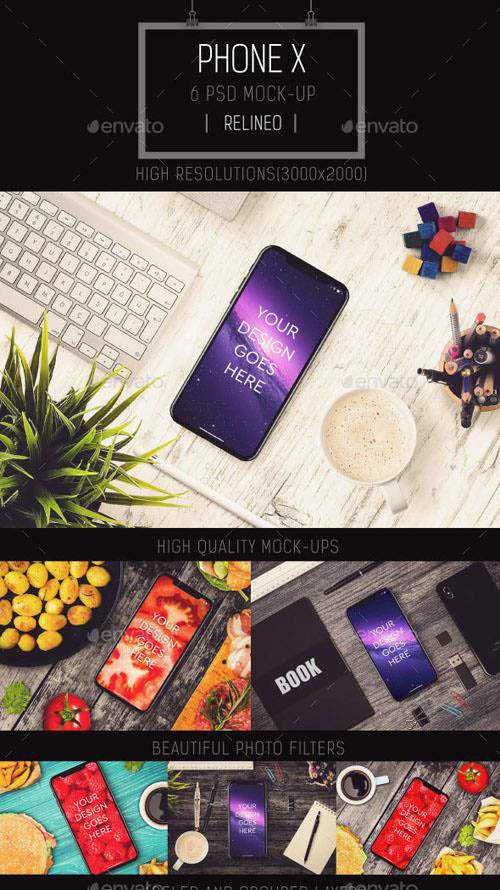 PHONE X
6 PSD MOCK-UP
| RELINEO |
envato
envato
HIGH RESOLUTIONS(3000x2000)
YOUR
DESIGN
GOES
HERE
envato
envato
HIGH QUALITY MOCK-UPS
YOUR
DESIGN
GOES
HERE
YOUR
DESIGN
GOES
HERE
envato
envato
BOOK
BEAUTIFUL PHOTO FILTERS
YOUR
DESIGN
GOES
HERE
YOUR
DESIGN
GOES
HERE
YOUR
DESIGN
GOES
HERE
envato
envato